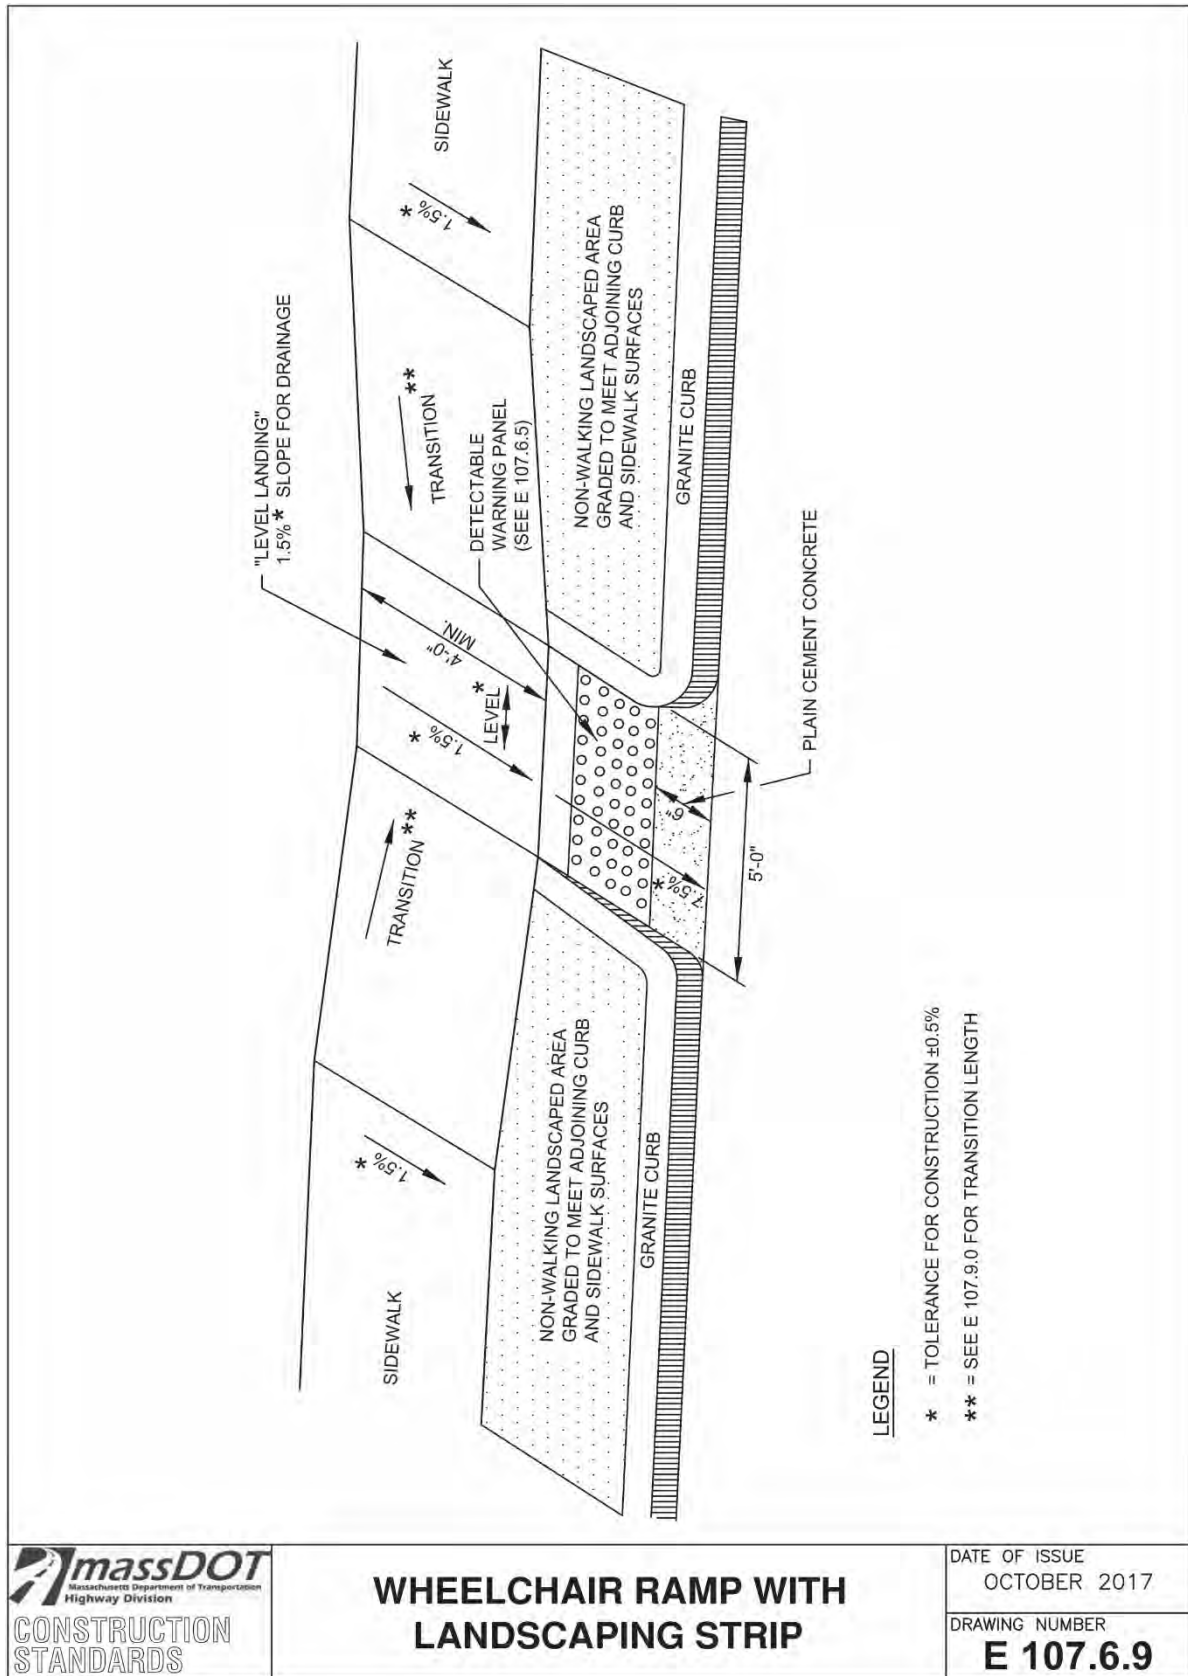 SIDEWALK
1.5% *
"LEVEL LANDING"
1.5% * SLOPE FOR DRAINAGE
TRANSITION **
DETECTABLE
WARNING PANEL
(SEE E 107.6.5)
NON-WALKING LANDSCAPED AREA
GRADED TO MEET ADJOINING CURB
AND SIDEWALK SURFACES
GRANITE CURB
4'-0"
MIN.
LEVEL *
1.5% *
TRANSITION **
7.5% *
6"
5'-0"
PLAIN CEMENT CONCRETE
SIDEWALK
1.5% *
NON-WALKING LANDSCAPED AREA
GRADED TO MEET ADJOINING CURB
AND SIDEWALK SURFACES
GRANITE CURB
LEGEND
* = TOLERANCE FOR CONSTRUCTION ±0.5%
** = SEE E 107.9.0 FOR TRANSITION LENGTH
massDOT
Massachusetts Department of Transportation
Highway Division
CONSTRUCTION
STANDARDS
WHEELCHAIR RAMP WITH
LANDSCAPING STRIP
DATE OF ISSUE
OCTOBER 2017
DRAWING NUMBER
E 107.6.9